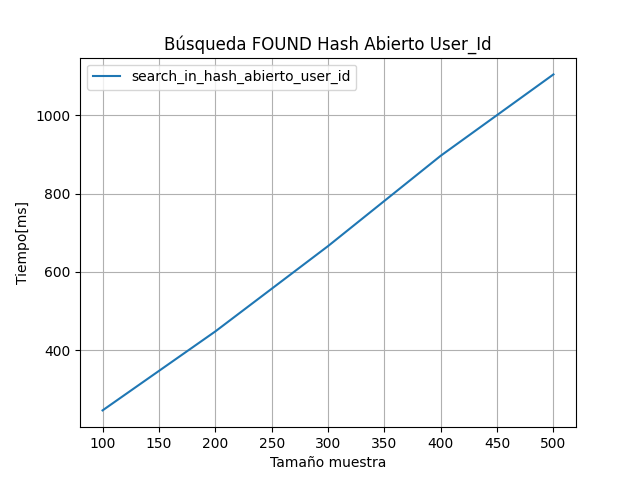 Búsqueda FOUND Hash Abierto User_Id
search_in_hash_abierto_user_id
1000
800
600
400
Tiempo[ms]
100 150 200 250 300 350 400 450 500
Tamaño muestra